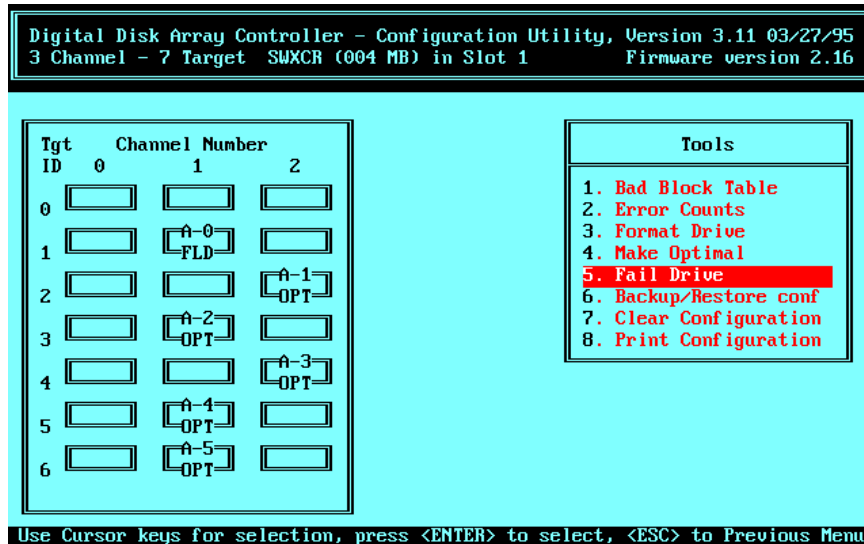 Digital Disk Array Controller - Configuration Utility, Version 3.11 03/27/95
3 Channel - 7 Target SWXCR (004 MB) in Slot 1 Firmware version 2.16
Tgt Channel Number
ID 0 1 2
0
A-0
1 FLD
A-1
2 OPT
A-2
3 OPT
A-3
4 OPT
A-4
5 OPT
A-5
6 OPT
Tools
1. Bad Block Table
2. Error Counts
3. Format Drive
4. Make Optimal
5. Fail Drive
6. Backup/Restore conf
7. Clear Configuration
8. Print Configuration
Use Cursor keys for selection, press <ENTER> to select, <ESC> to Previous Menu